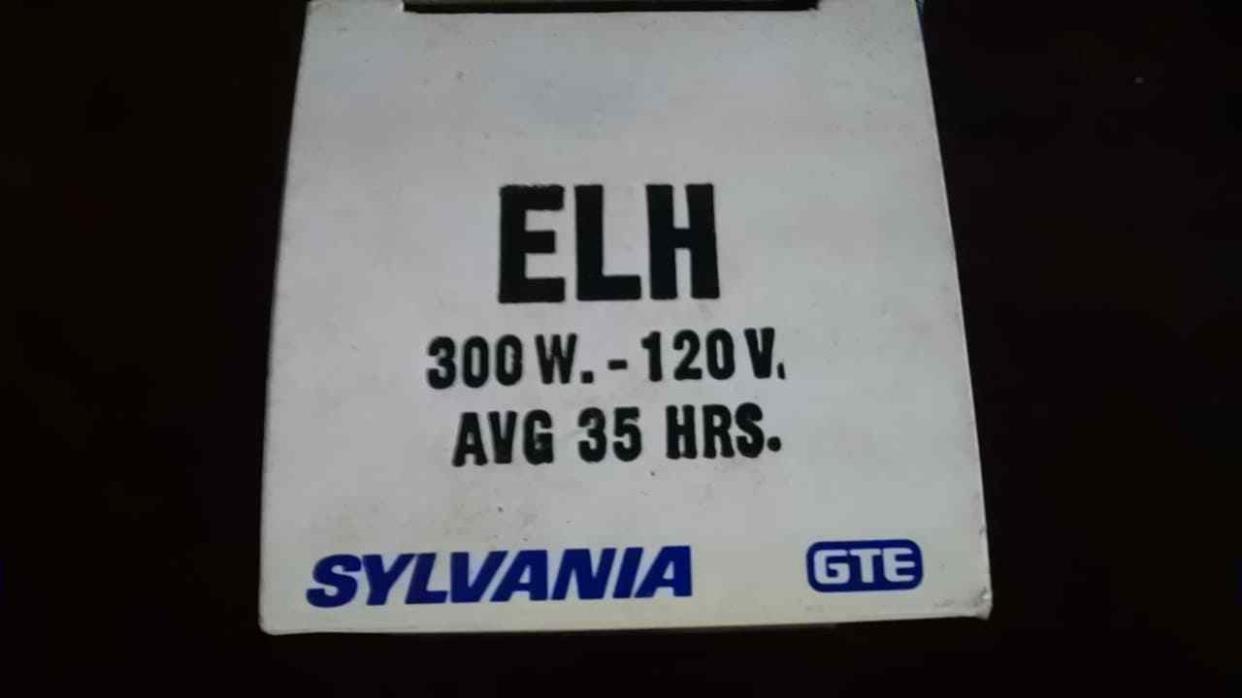 ELH
300 W. - 120 V.
AVG 35 HRS.
SYLVANIA GTE